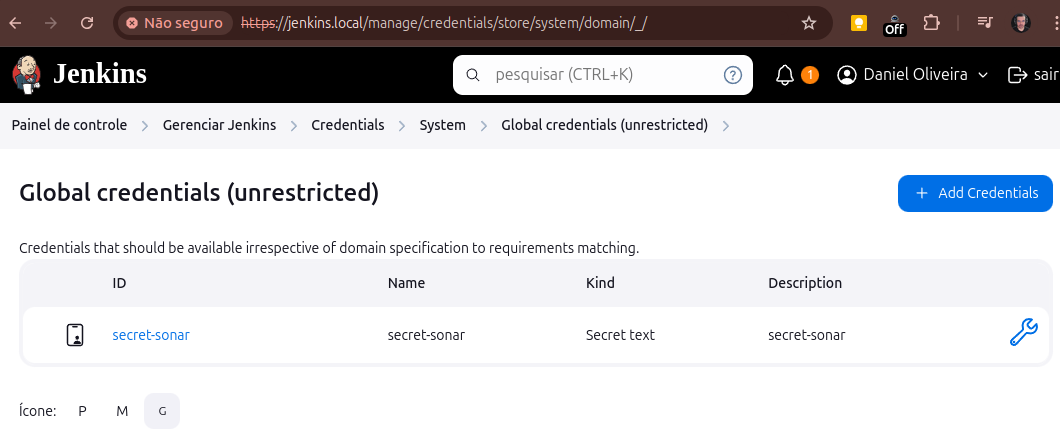 Não seguro https://jenkins.local/manage/credentials/store/system/domain/_/ Off
Jenkins pesquisar (CTRL+K) ? 1 Daniel Oliveira sair
Painel de controle > Gerenciar Jenkins > Credentials > System > Global credentials (unrestricted) >
Global credentials (unrestricted) + Add Credentials
Credentials that should be available irrespective of domain specification to requirements matching.
ID Name Kind Description
secret-sonar secret-sonar Secret text secret-sonar
Ícone: P M G